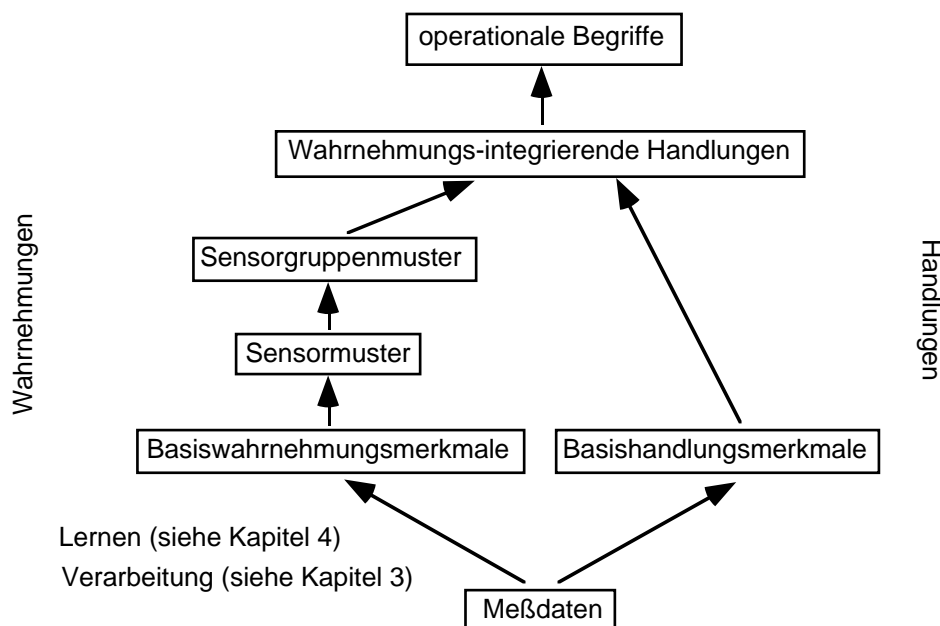 operationale Begriffe
Wahrnehmungs-integrierende Handlungen
Wahrnehmungen
Handlungen
Sensorgruppenmuster
Sensormuster
Basiswahrnehmungsmerkmale
Basishandlungsmerkmale
Lernen (siehe Kapitel 4)
Verarbeitung (siehe Kapitel 3)
Meßdaten